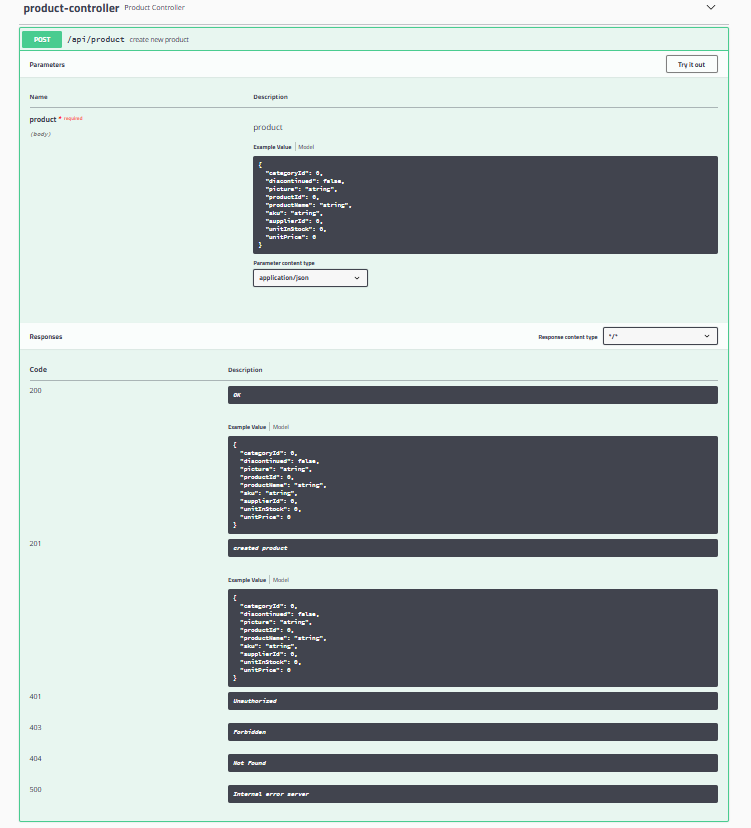 product-controller Product Controller
POST /api/product create new product
Parameters
Try it out
Name Description
product * required
(body)
product
Example Value | Model
{
"categoryId": 0,
"discontinued": false,
"picture": "string",
"productId": 0,
"productName": "string",
"sku": "string",
"supplierId": 0,
"unitInStock": 0,
"unitPrice": 0
}
Parameter content type
application/json
Responses
Response content type */*
Code Description
200
OK
Example Value | Model
{
"categoryId": 0,
"discontinued": false,
"picture": "string",
"productId": 0,
"productName": "string",
"sku": "string",
"supplierId": 0,
"unitInStock": 0,
"unitPrice": 0
}
201
created product
Example Value | Model
{
"categoryId": 0,
"discontinued": false,
"picture": "string",
"productId": 0,
"productName": "string",
"sku": "string",
"supplierId": 0,
"unitInStock": 0,
"unitPrice": 0
}
401
Unauthorized
403
Forbidden
404
Not Found
500
Internal error server